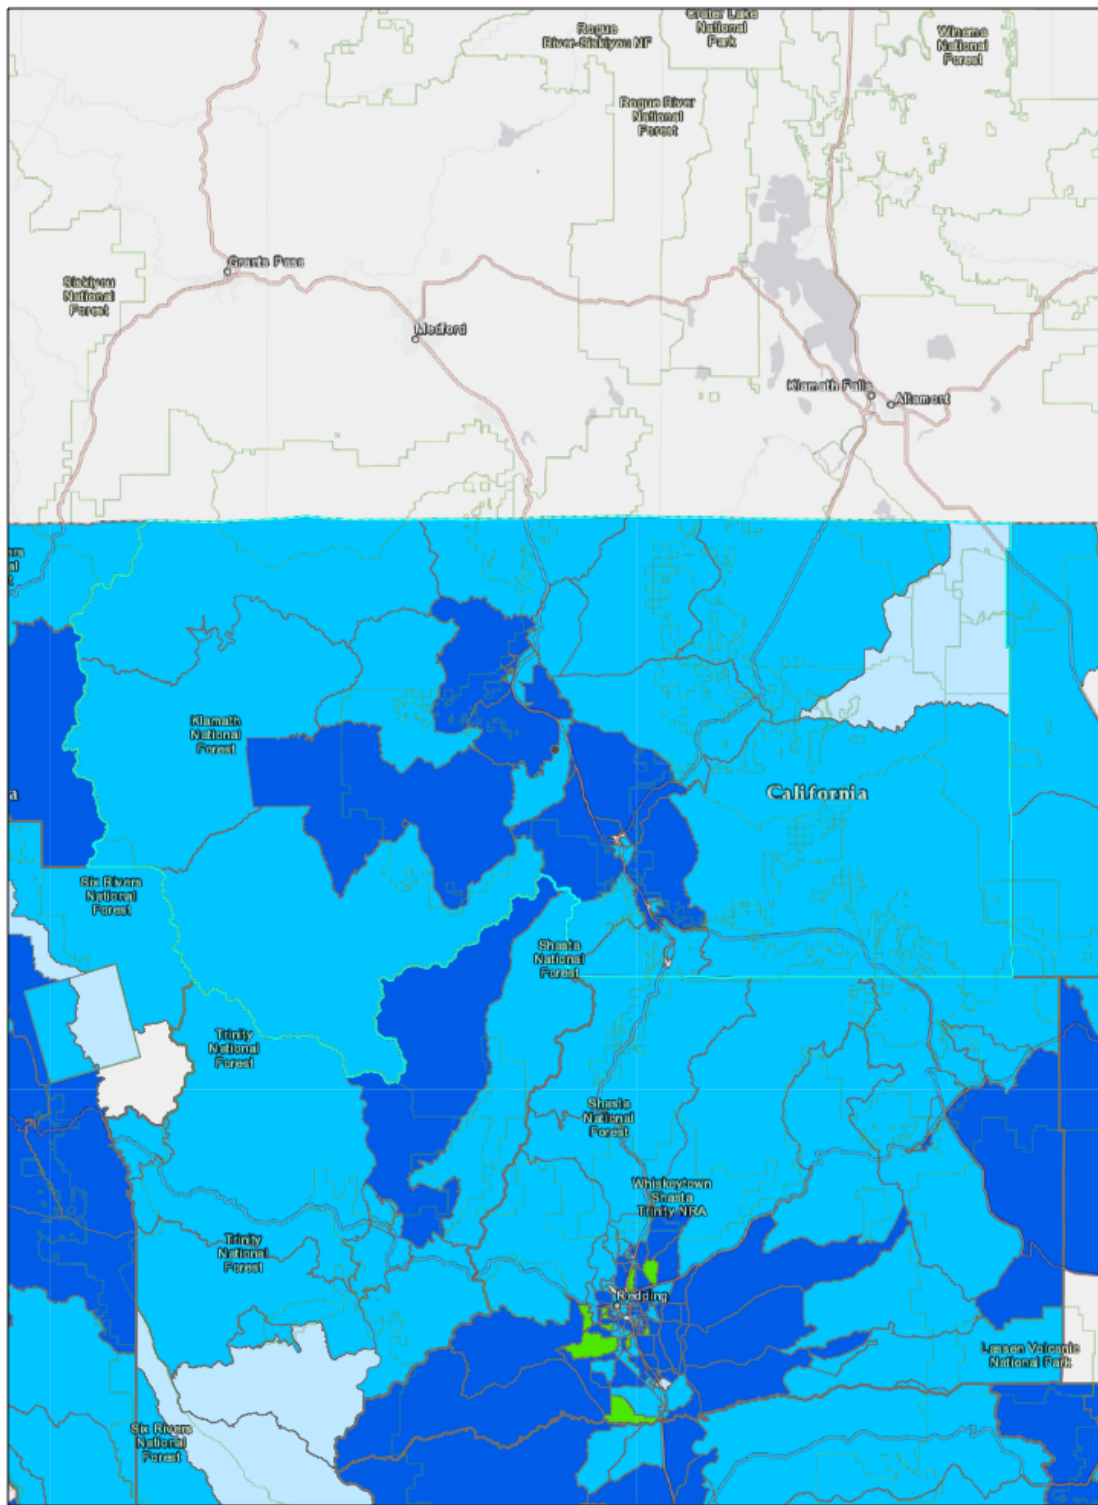 Crater Lake
National
Park
Rogue
River-Siskiyou NF
Winema
National
Forest
Rogue River
National
Forest
Grants Pass
Siskiyou
National
Forest
Medford
Klamath Falls
Altamont
Klamath
National
Forest
California
Six Rivers
National
Forest
Shasta
National
Forest
Trinity
National
Forest
Shasta
National
Forest
Whiskeytown
Shasta
Trinity NRA
Trinity
National
Forest
Redding
Lassen Volcanic
National Park
Six Rivers
National
Forest